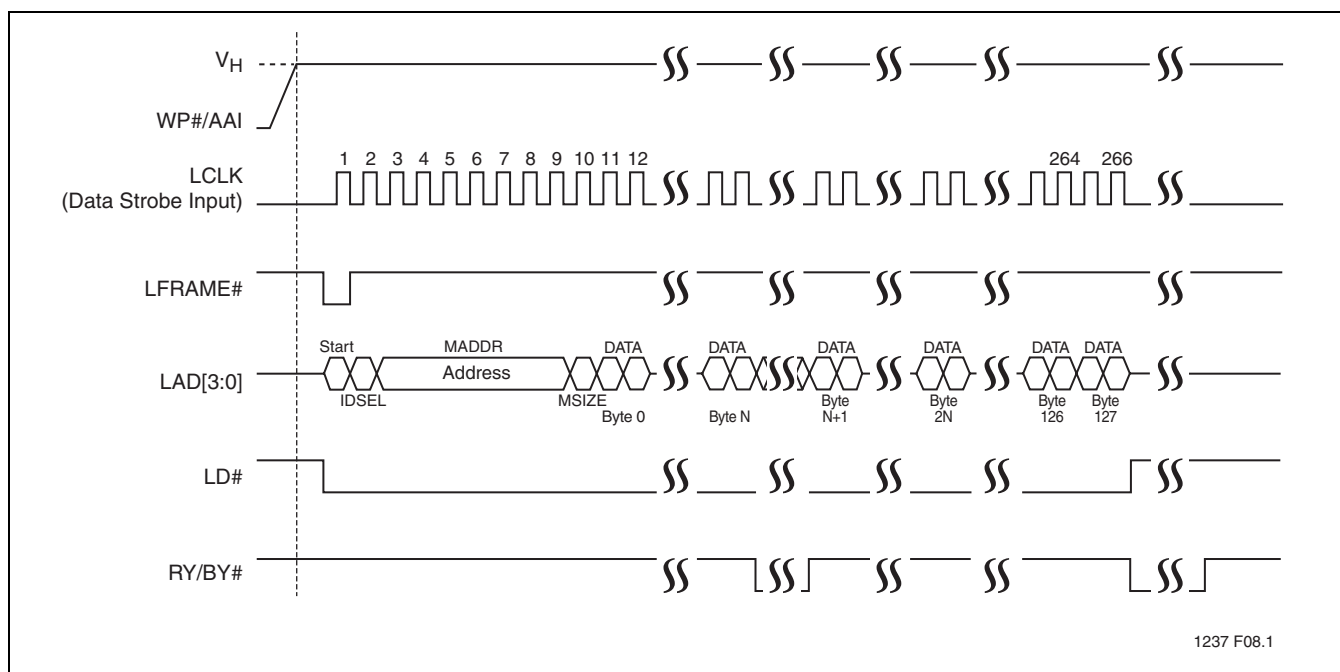 VH
WP#/AAI
1 2 3 4 5 6 7 8 9 10 11 12 264 266
LCLK
(Data Strobe Input)
LFRAME#
Start MADDR DATA DATA DATA DATA DATA DATA
LAD[3:0] Address
IDSEL MSIZE Byte 0 Byte N Byte N+1 Byte 2N Byte 126 Byte 127
LD#
RY/BY#
1237 F08.1